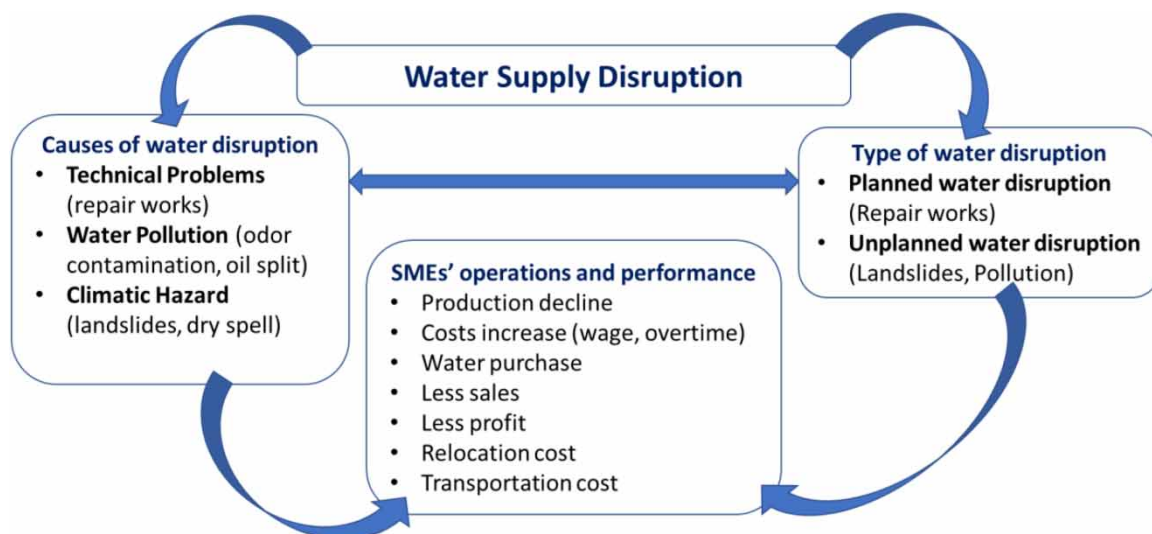 Water Supply Disruption
Causes of water disruption
• Technical Problems
(repair works)
• Water Pollution (odor
contamination, oil split)
• Climatic Hazard
(landslides, dry spell)
Type of water disruption
• Planned water disruption
(Repair works)
• Unplanned water disruption
(Landslides, Pollution)
SMEs' operations and performance
• Production decline
• Costs increase (wage, overtime)
• Water purchase
• Less sales
• Less profit
• Relocation cost
• Transportation cost